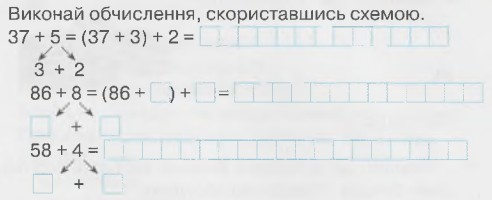 Виконай обчислення, скориставшись схемою.
37 + 5 = (37 + 3) + 2 =
3 + 2
86 + 8 = (86 + ) + =
+
58 + 4 =
+